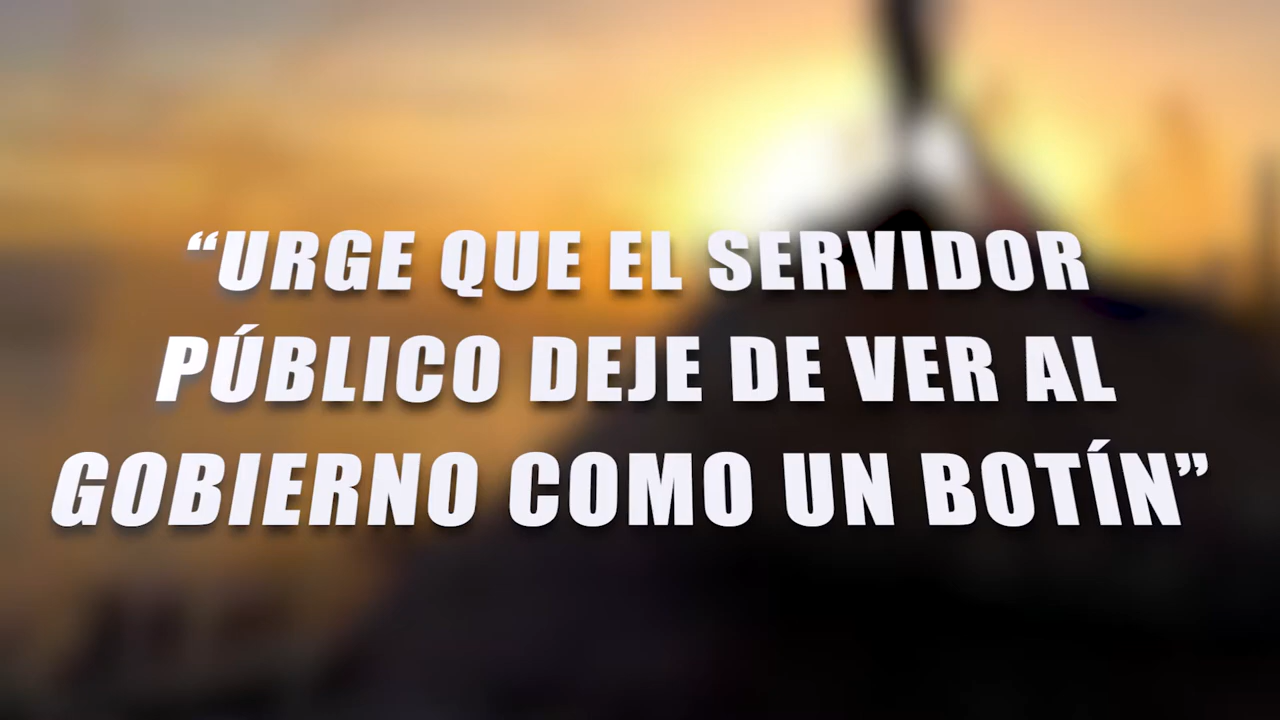 “URGE QUE EL SERVIDOR
PÚBLICO DEJE DE VER AL
GOBIERNO COMO UN BOTÍN”